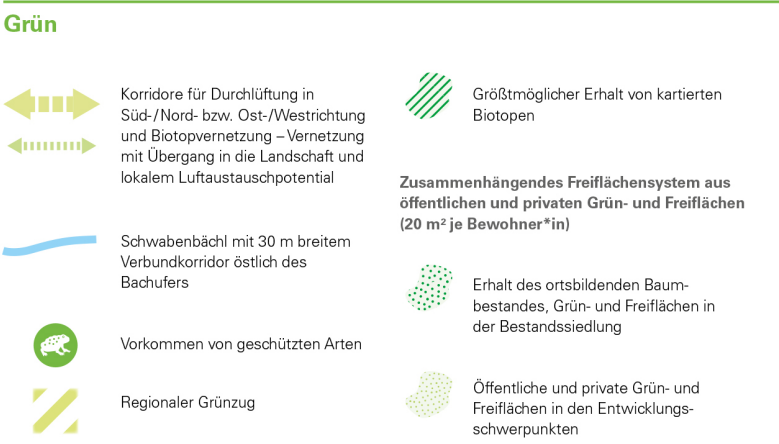 Grün
Korridore für Durchlüftung in
Süd-/Nord- bzw. Ost-/Westrichtung
und Biotopvernetzung – Vernetzung
mit Übergang in die Landschaft und
lokalem Luftaustauschpotential
Schwabenbächl mit 30 m breitem
Verbundkorridor östlich des
Bachufers
Vorkommen von geschützten Arten
Regionaler Grünzug
Größtmöglicher Erhalt von kartierten
Biotopen
Zusammenhängendes Freiflächensystem aus
öffentlichen und privaten Grün- und Freiflächen
(20 m² je Bewohner*in)
Erhalt des ortsbildenden Baum-
bestandes, Grün- und Freiflächen in
der Bestandssiedlung
Öffentliche und private Grün- und
Freiflächen in den Entwicklungs-
schwerpunkten